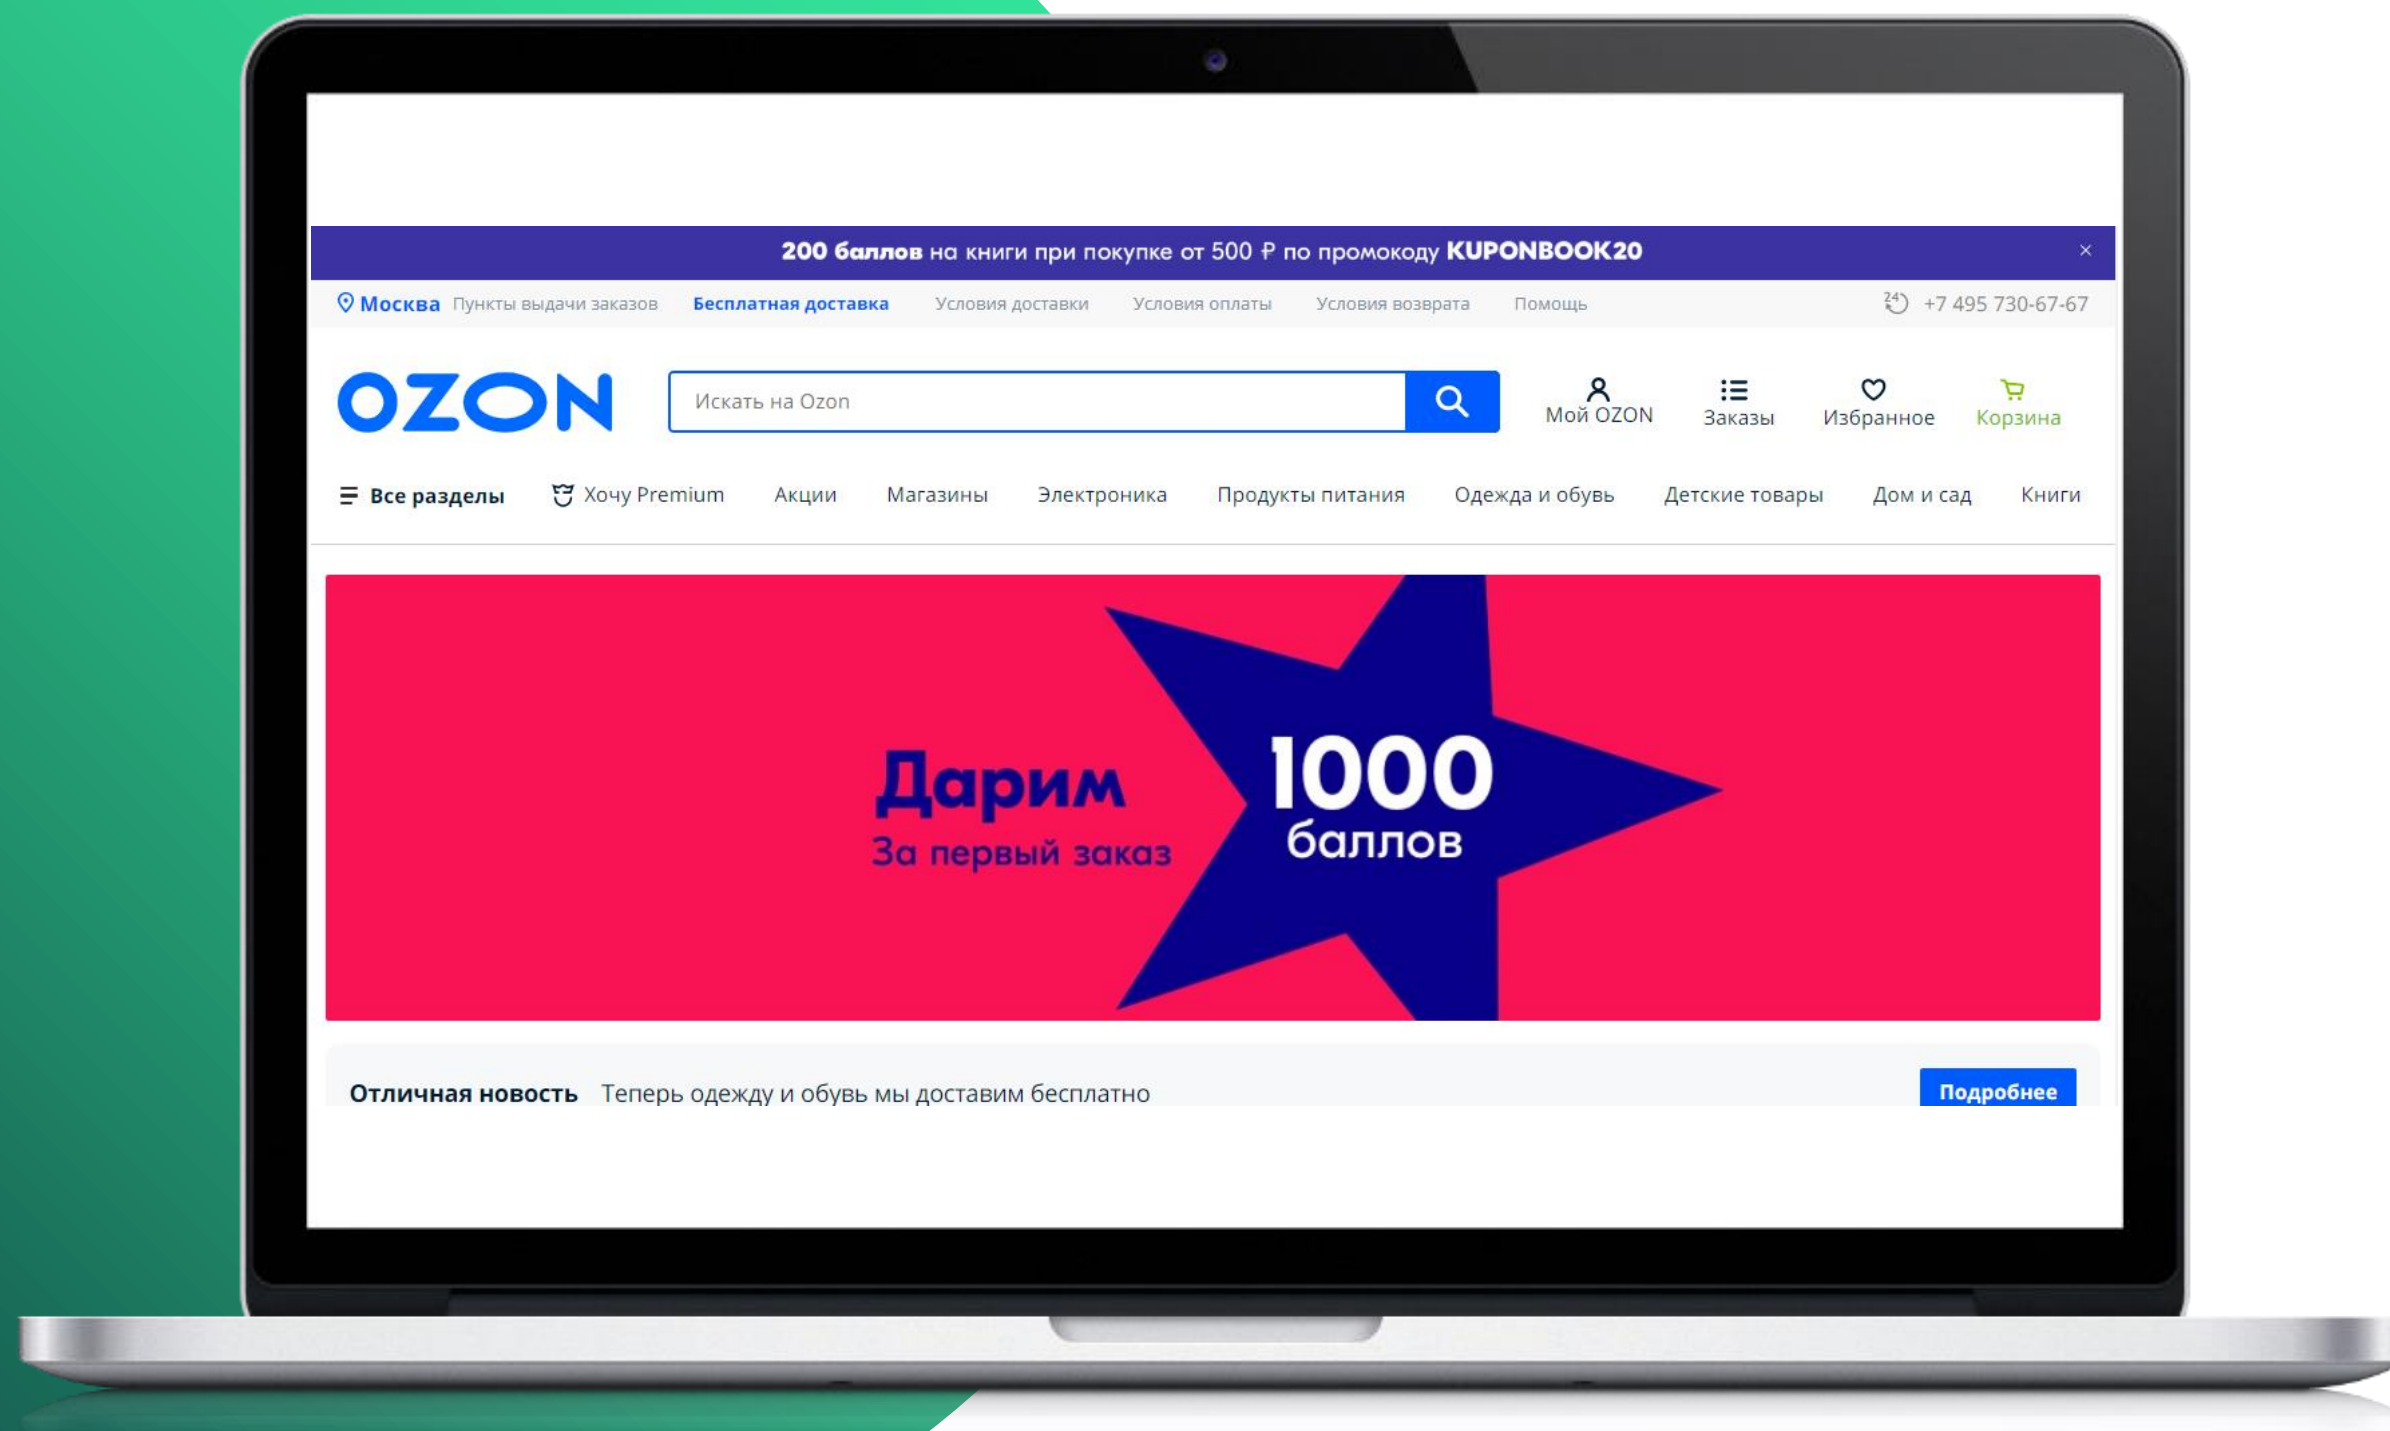 200 баллов на книги при покупке от 500 ₽ по промокоду KUPONBOOK20
Москва Пункты выдачи заказов Бесплатная доставка Условия доставки Условия оплаты Условия возврата Помощь 24 +7 495 730-67-67
OZON Искать на Ozon Мой OZON Заказы Избранное Корзина
Все разделы Хочу Premium Акции Магазины Электроника Продукты питания Одежда и обувь Детские товары Дом и сад Книги
Дарим
За первый заказ
1000
баллов
Отличная новость Теперь одежду и обувь мы доставим бесплатно Подробнее